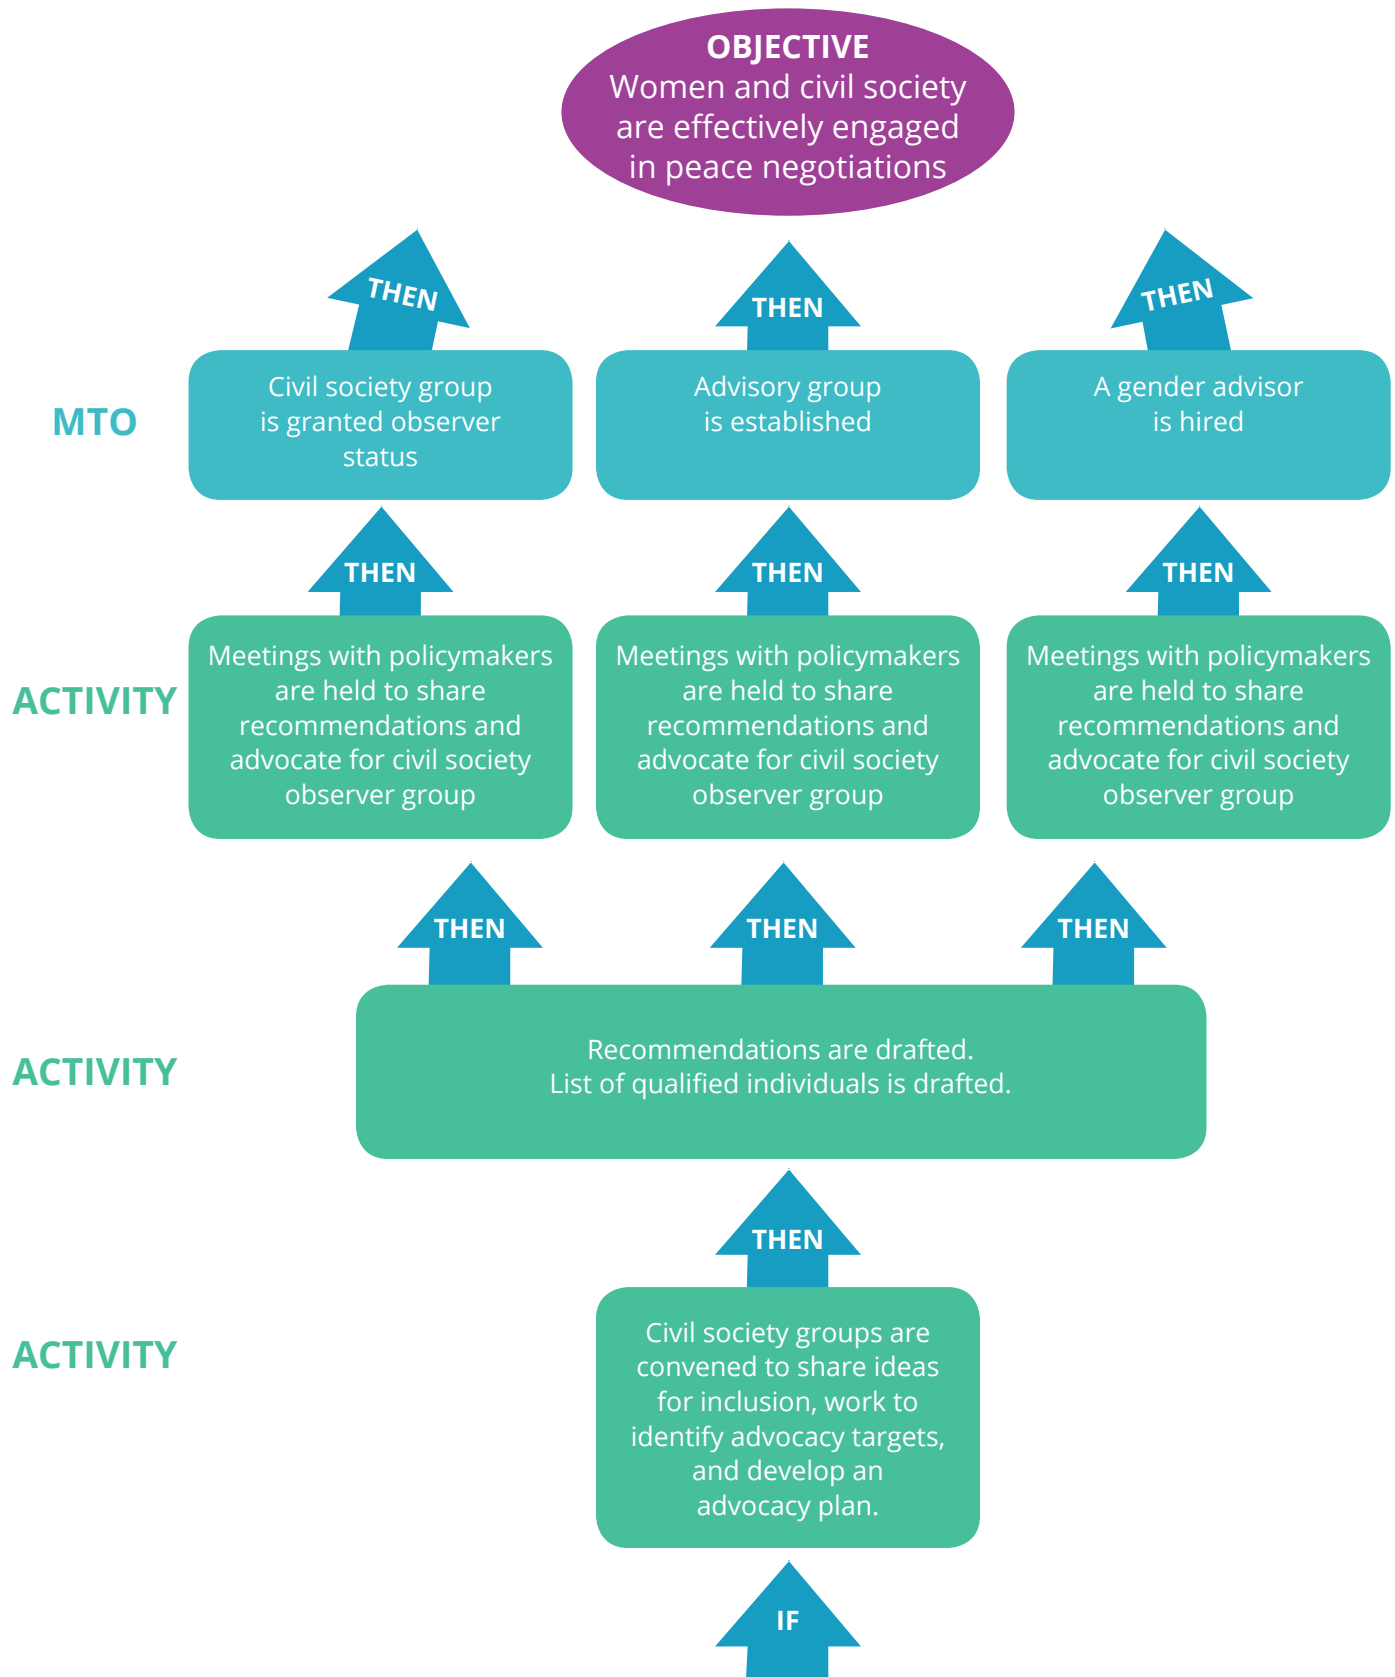 OBJECTIVE
Women and civil society
are effectively engaged
in peace negotiations
THEN
THEN
THEN
MTO
Civil society group
is granted observer
status
Advisory group
is established
A gender advisor
is hired
THEN
THEN
THEN
ACTIVITY
Meetings with policymakers
are held to share
recommendations and
advocate for civil society
observer group
Meetings with policymakers
are held to share
recommendations and
advocate for civil society
observer group
Meetings with policymakers
are held to share
recommendations and
advocate for civil society
observer group
THEN
THEN
THEN
ACTIVITY
Recommendations are drafted.
List of qualified individuals is drafted.
THEN
ACTIVITY
Civil society groups are
convened to share ideas
for inclusion, work to
identify advocacy targets,
and develop an
advocacy plan.
IF